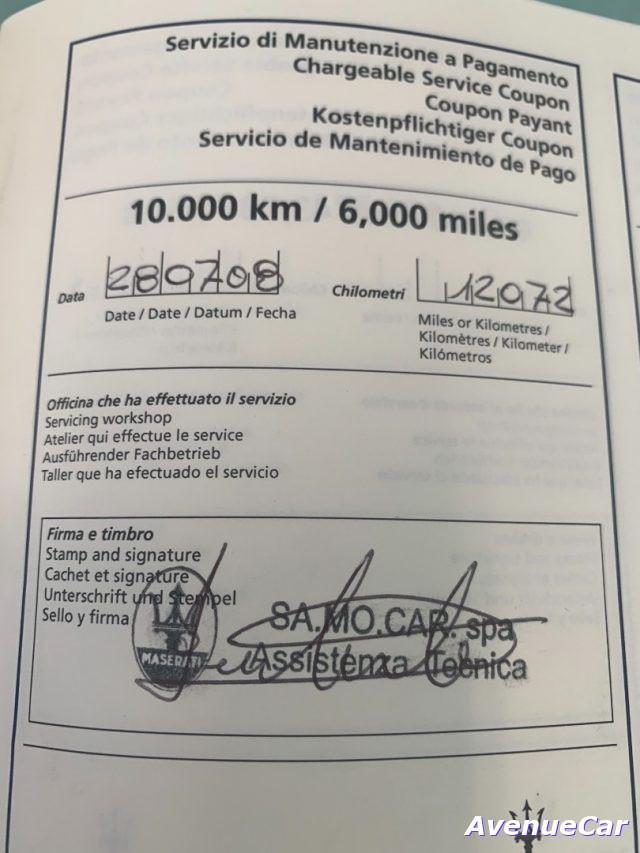 Servizio di Manutenzione a Pagamento
Chargeable Service Coupon
Coupon Payant
Kostenpflichtiger Coupon
Servicio de Mantenimiento de Pago
10.000 km / 6,000 miles
Data 280708
Date / Date / Datum / Fecha
Chilometri 12072
Miles or Kilometres /
Kilomètres / Kilometer /
Kilómetros
Officina che ha effettuato il servizio
Servicing workshop
Atelier qui effectue le service
Ausführender Fachbetrieb
Taller que ha efectuado el servicio
Firma e timbro
Stamp and signature
Cachet et signature
Unterschrift und Stempel
Sello y firma
MASERATI
SA.MO.CAR. spa
Assistenza Tecnica
AvenueCar